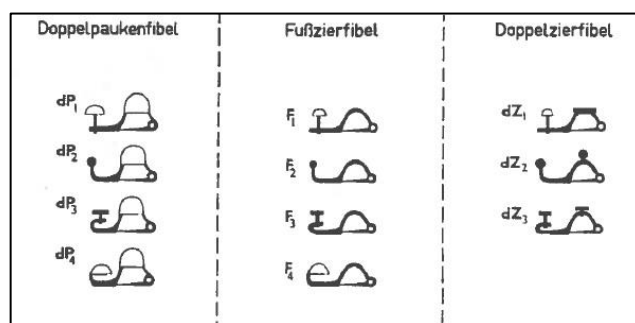 Doppelpaukenfibel
dP1
dP2
dP3
dP4
Fußzierfibel
F1
F2
F3
F4
Doppelzierfibel
dZ1
dZ2
dZ3